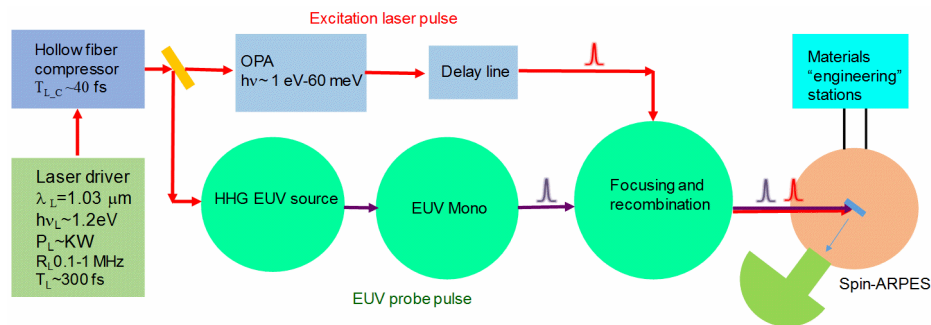 Excitation laser pulse
Hollow fiber
compressor
T_L_C ~40 fs
OPA
hν~ 1 eV-60 meV
Delay line
Materials
“engineering”
stations
Laser driver
λ L=1.03 μm
hνL~1.2eV
PL~KW
RL0.1-1 MHz
TL~300 fs
HHG EUV source
EUV Mono
Focusing and
recombination
Spin-ARPES
EUV probe pulse